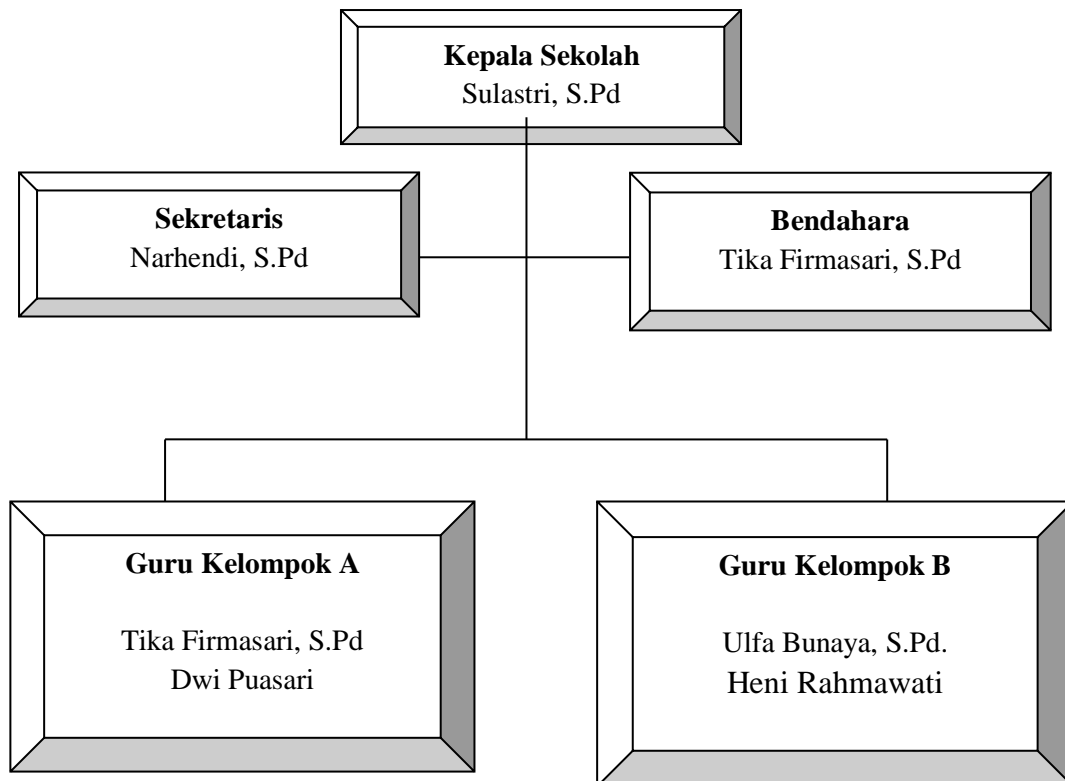 Kepala Sekolah
Sulastri, S.Pd
Sekretaris
Narhendi, S.Pd
Bendahara
Tika Firmasari, S.Pd
Guru Kelompok A
Tika Firmasari, S.Pd
Dwi Puasari
Guru Kelompok B
Ulfa Bunaya, S.Pd.
Heni Rahmawati